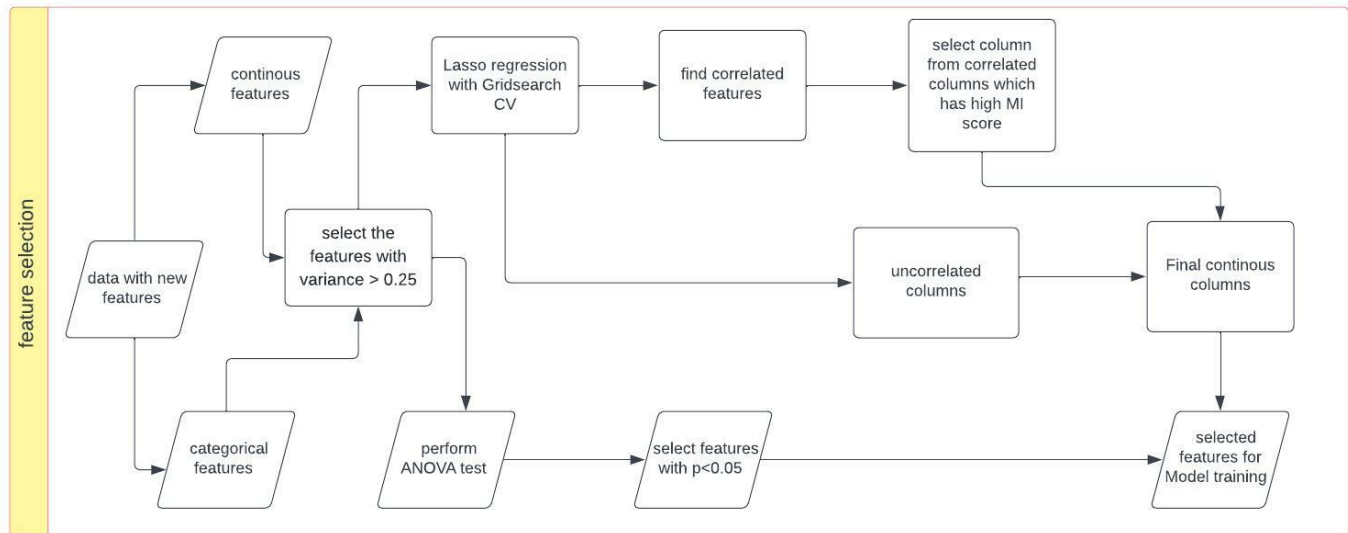 feature selection
data with new
features
continous
features
categorical
features
select the
features with
variance > 0.25
Lasso regression
with Gridsearch
CV
find correlated
features
select column
from correlated
columns which
has high MI
score
uncorrelated
columns
Final continous
columns
perform
ANOVA test
select features
with p<0.05
selected
features for
Model training